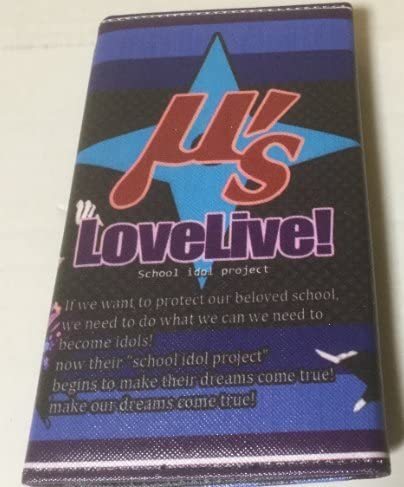 μ's
LoveLive!
School idol project
If we want to protect our beloved school,
we need to do what we can we need to
become idols!
now their "school idol project"
begins to make their dreams come true!
make our dreams come true!